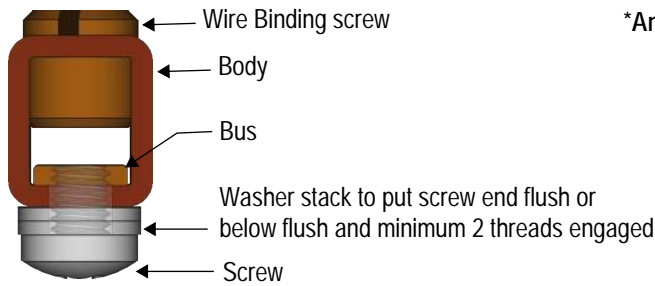 Wire Binding screw
*Ar
Body
Bus
Washer stack to put screw end flush or
below flush and minimum 2 threads engaged
Screw